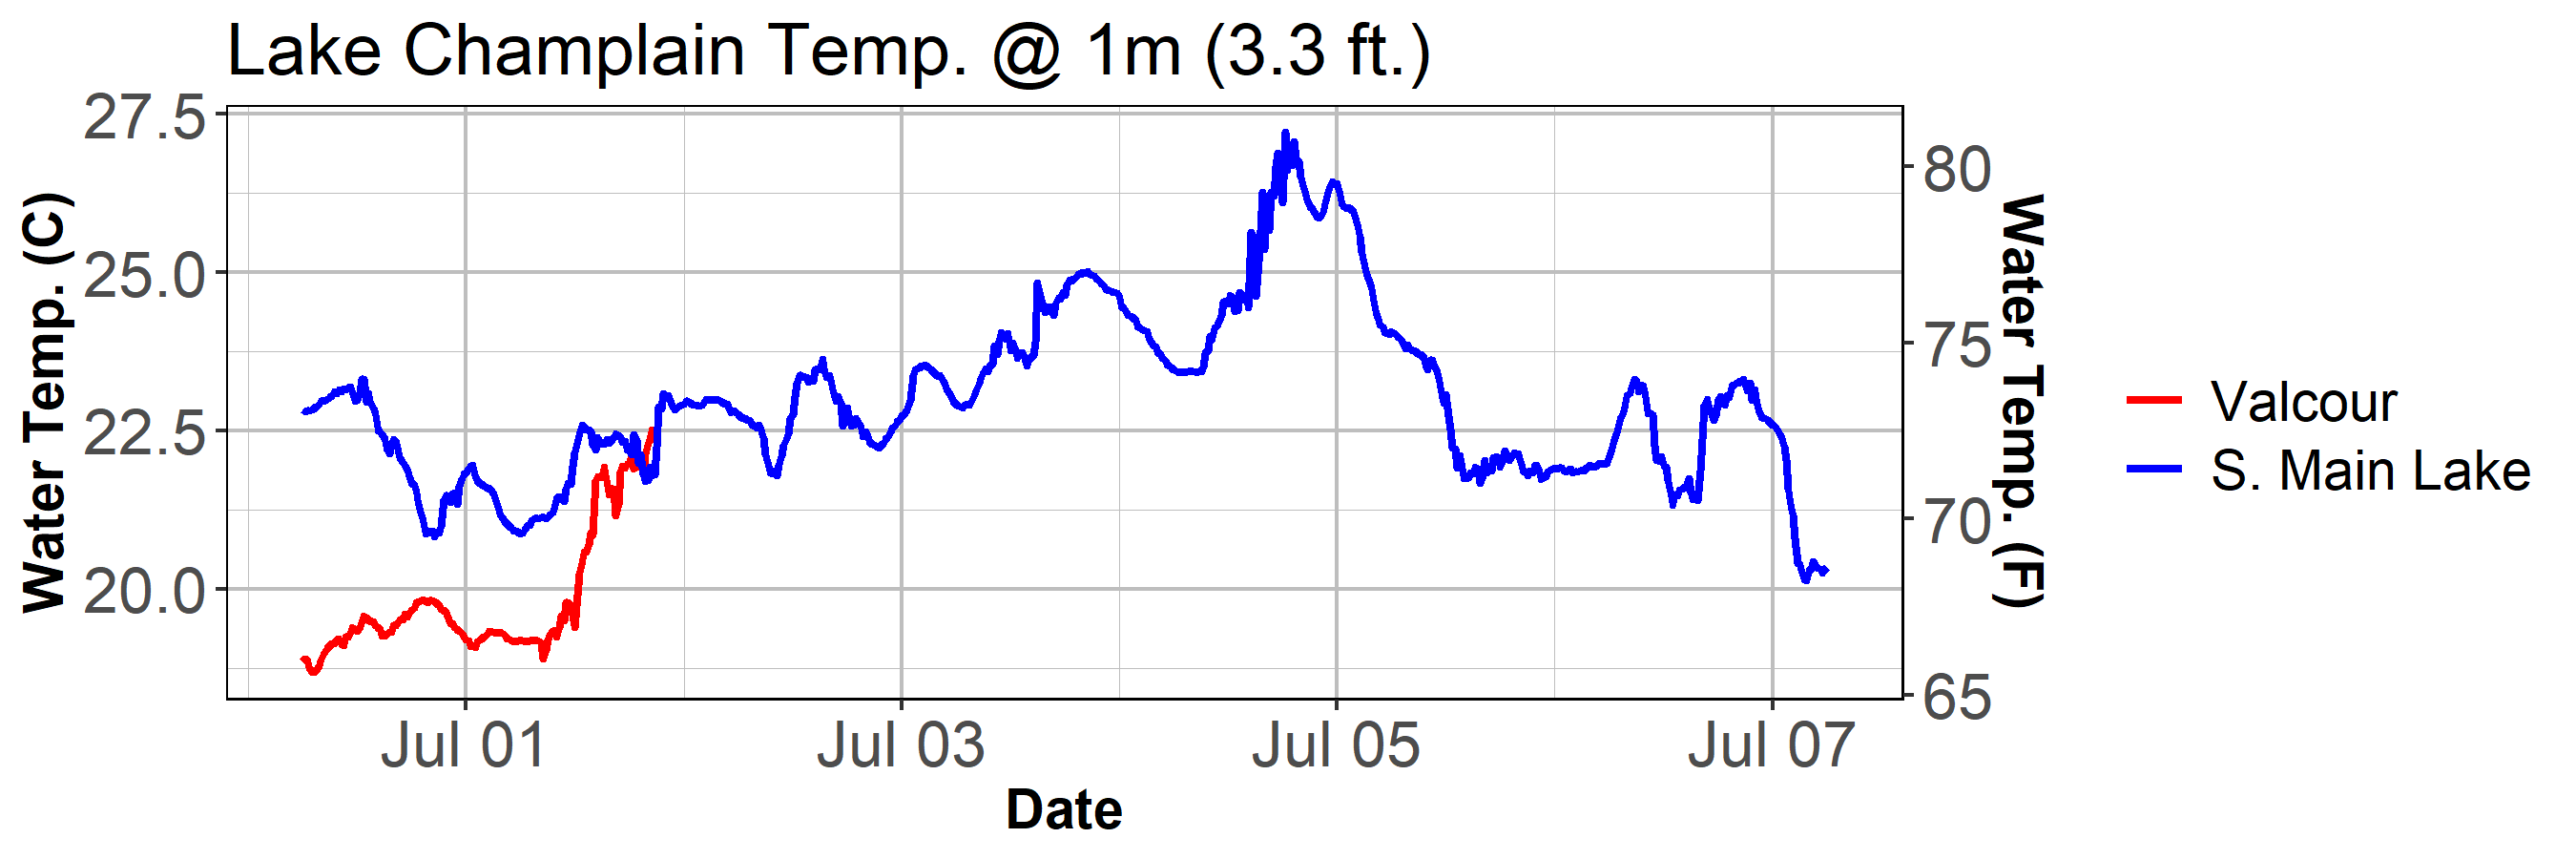 Lake Champlain Temp. @ 1m (3.3 ft.)
Water Temp. (C)
27.5
25.0
22.5
20.0
80
75
70
65
Water Temp. (F)
Jul 01
Jul 03
Jul 05
Jul 07
Date
Valcour
S. Main Lake